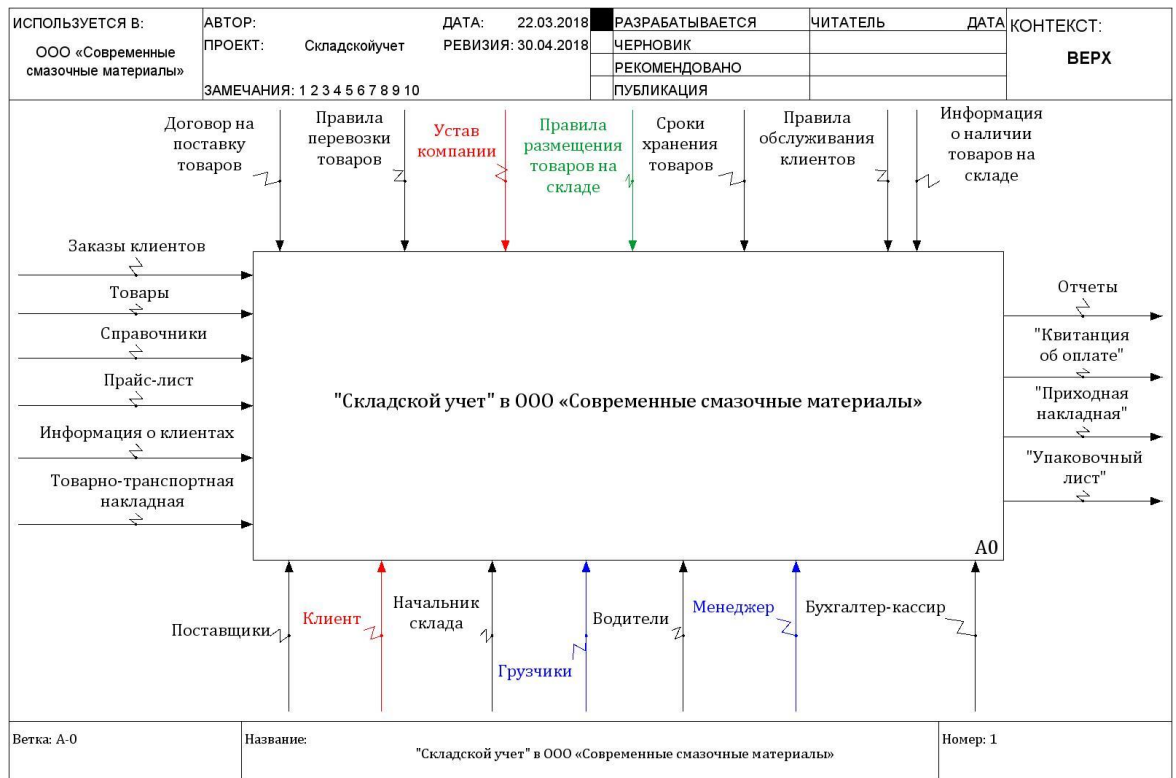 ИСПОЛЬЗУЕТСЯ В:
ООО «Современные
смазочные материалы»
АВТОР:
ДАТА: 22.03.2018
ПРОЕКТ: Складскойучет
РЕВИЗИЯ: 30.04.2018
ЗАМЕЧАНИЯ: 1 2 3 4 5 6 7 8 9 10
РАЗРАБАТЫВАЕТСЯ
ЧЕРНОВИК
РЕКОМЕНДОВАНО
ПУБЛИКАЦИЯ
ЧИТАТЕЛЬ
ДАТА
КОНТЕКСТ:
ВЕРХ
Договор на
поставку
товаров
Правила
перевозки
товаров
Устав
компании
Правила
размещения
товаров на
складе
Сроки
хранения
товаров
Правила
обслуживания
клиентов
Информация
о наличии
товаров на
складе
Заказы клиентов
Товары
Справочники
Прайс-лист
Информация о клиентах
Товарно-транспортная
накладная
"Складской учет" в ООО «Современные смазочные материалы»
A0
Отчеты
"Квитанция
об оплате"
"Приходная
накладная"
"Упаковочный
лист"
Поставщики
Клиент
Начальник
склада
Грузчики
Водители
Менеджер
Бухгалтер-кассир
Ветка: A-0
Название:
"Складской учет" в ООО «Современные смазочные материалы»
Номер: 1